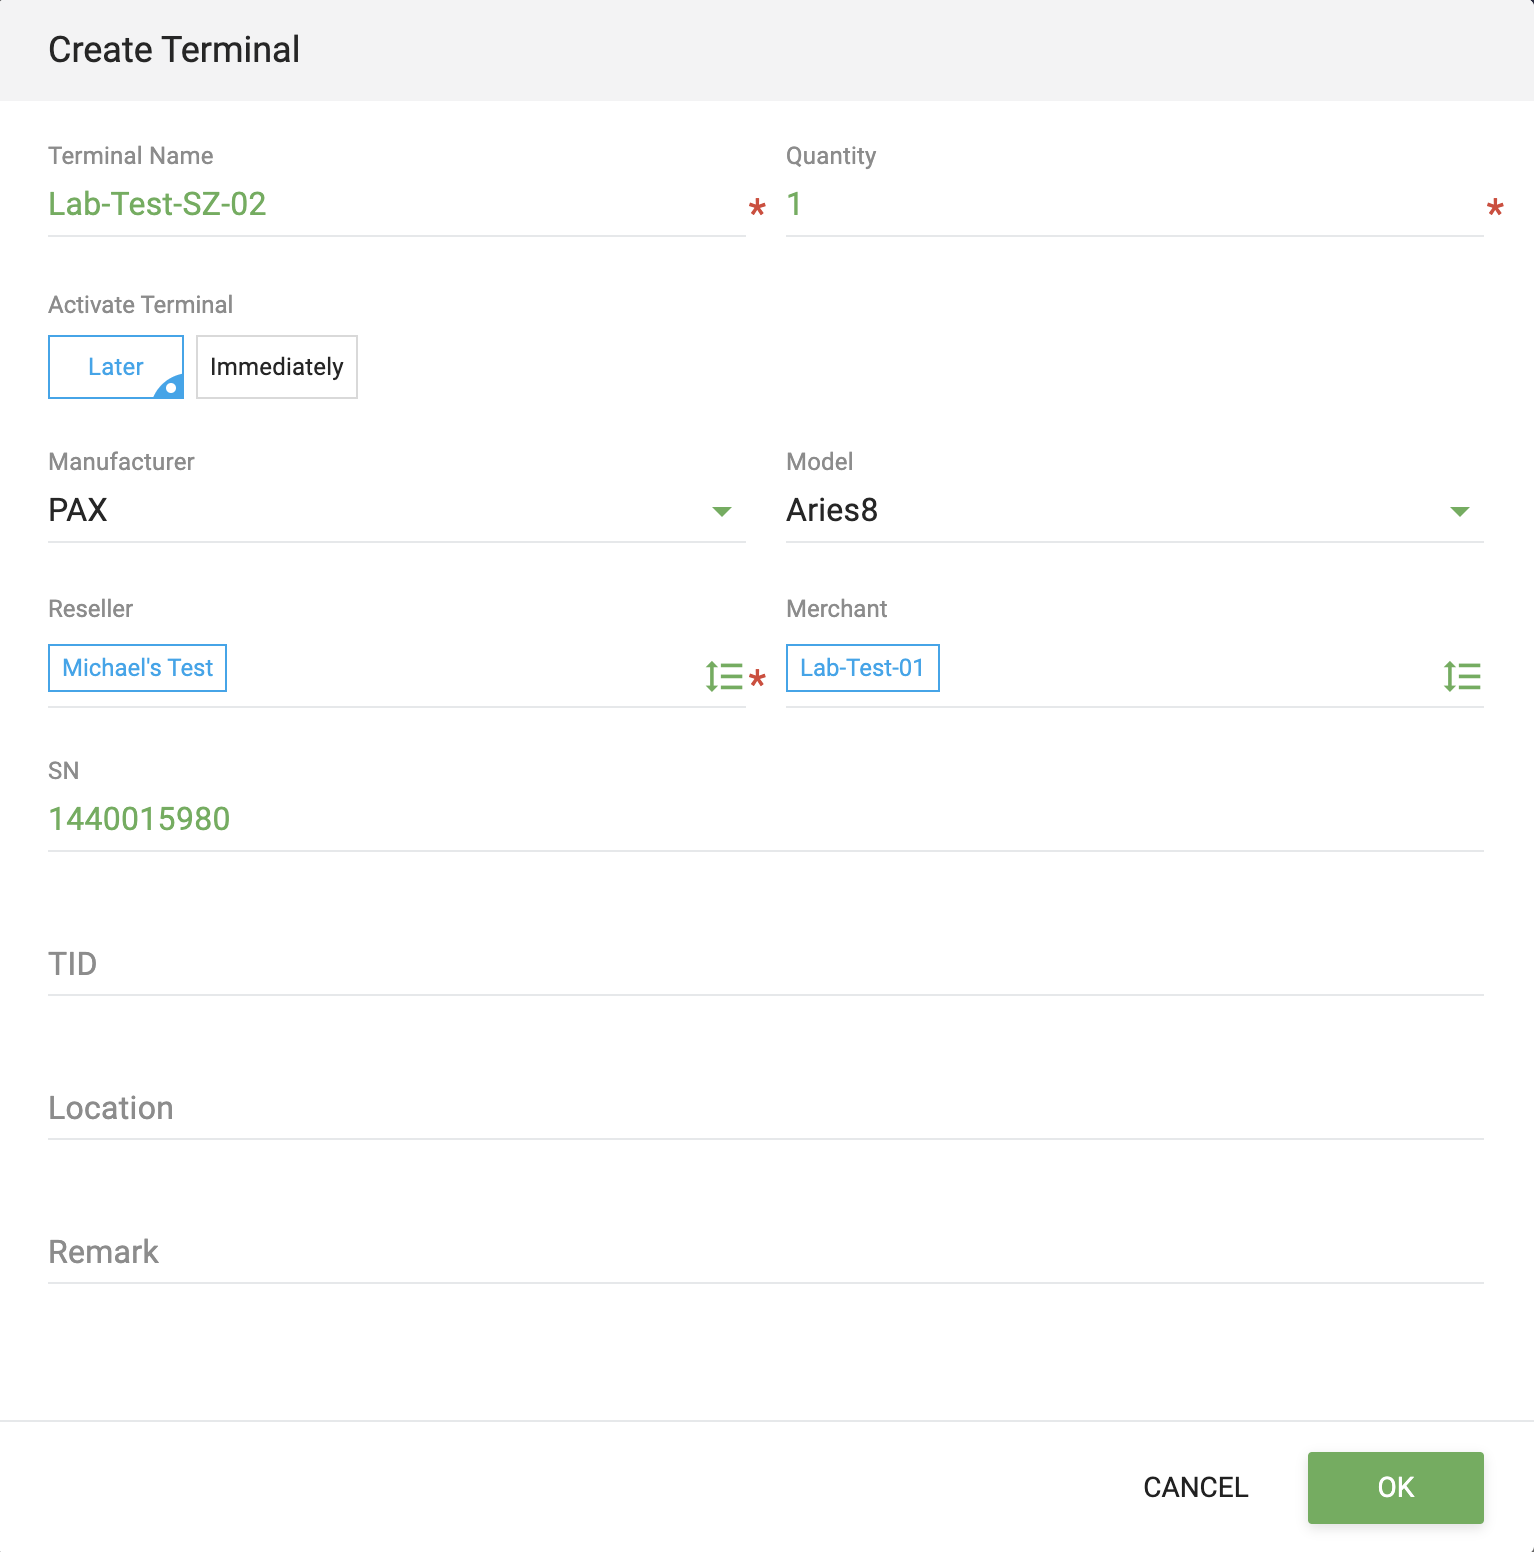 Create Terminal
Terminal Name
Quantity
Lab-Test-SZ-02 *
1 *
Activate Terminal
Later
Immediately
Manufacturer
Model
PAX
Aries8
Reseller
Merchant
Michael's Test *
Lab-Test-01
SN
1440015980
TID
Location
Remark
CANCEL
OK